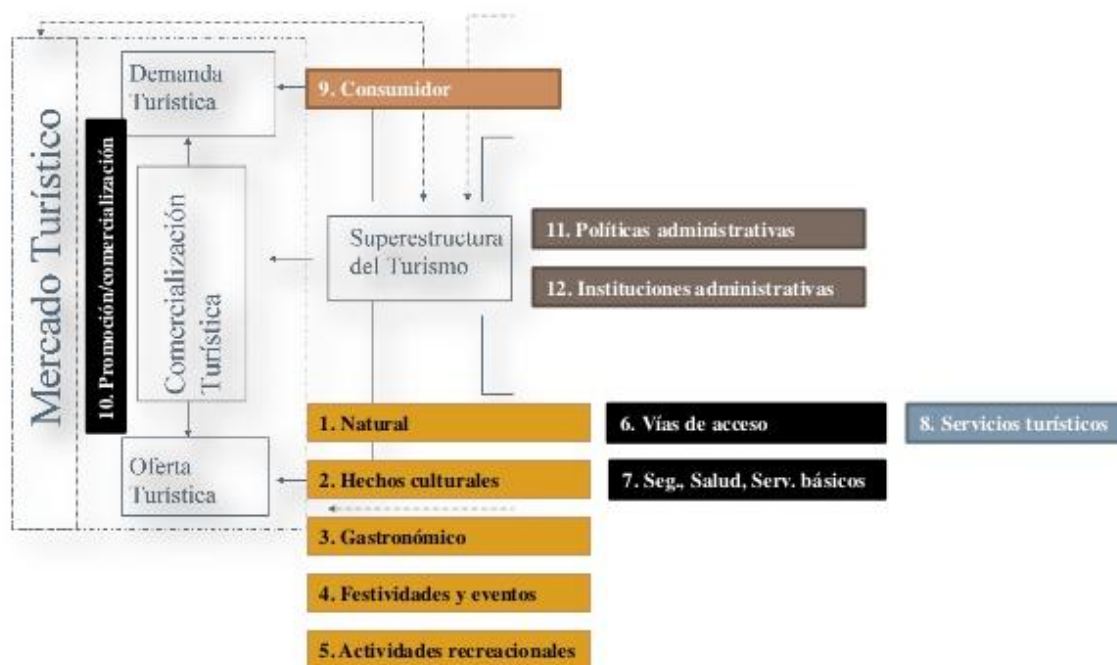 Mercado Turístico
10. Promoción/comercialización
Demanda
Turística
9. Consumidor
Comercialización
Turística
Superestructura
del Turismo
11. Políticas administrativas
12. Instituciones administrativas
Oferta
Turística
1. Natural
6. Vías de acceso
8. Servicios turísticos
2. Hechos culturales
7. Seg., Salud, Serv. básicos
3. Gastronómico
4. Festividades y eventos
5. Actividades recreacionales